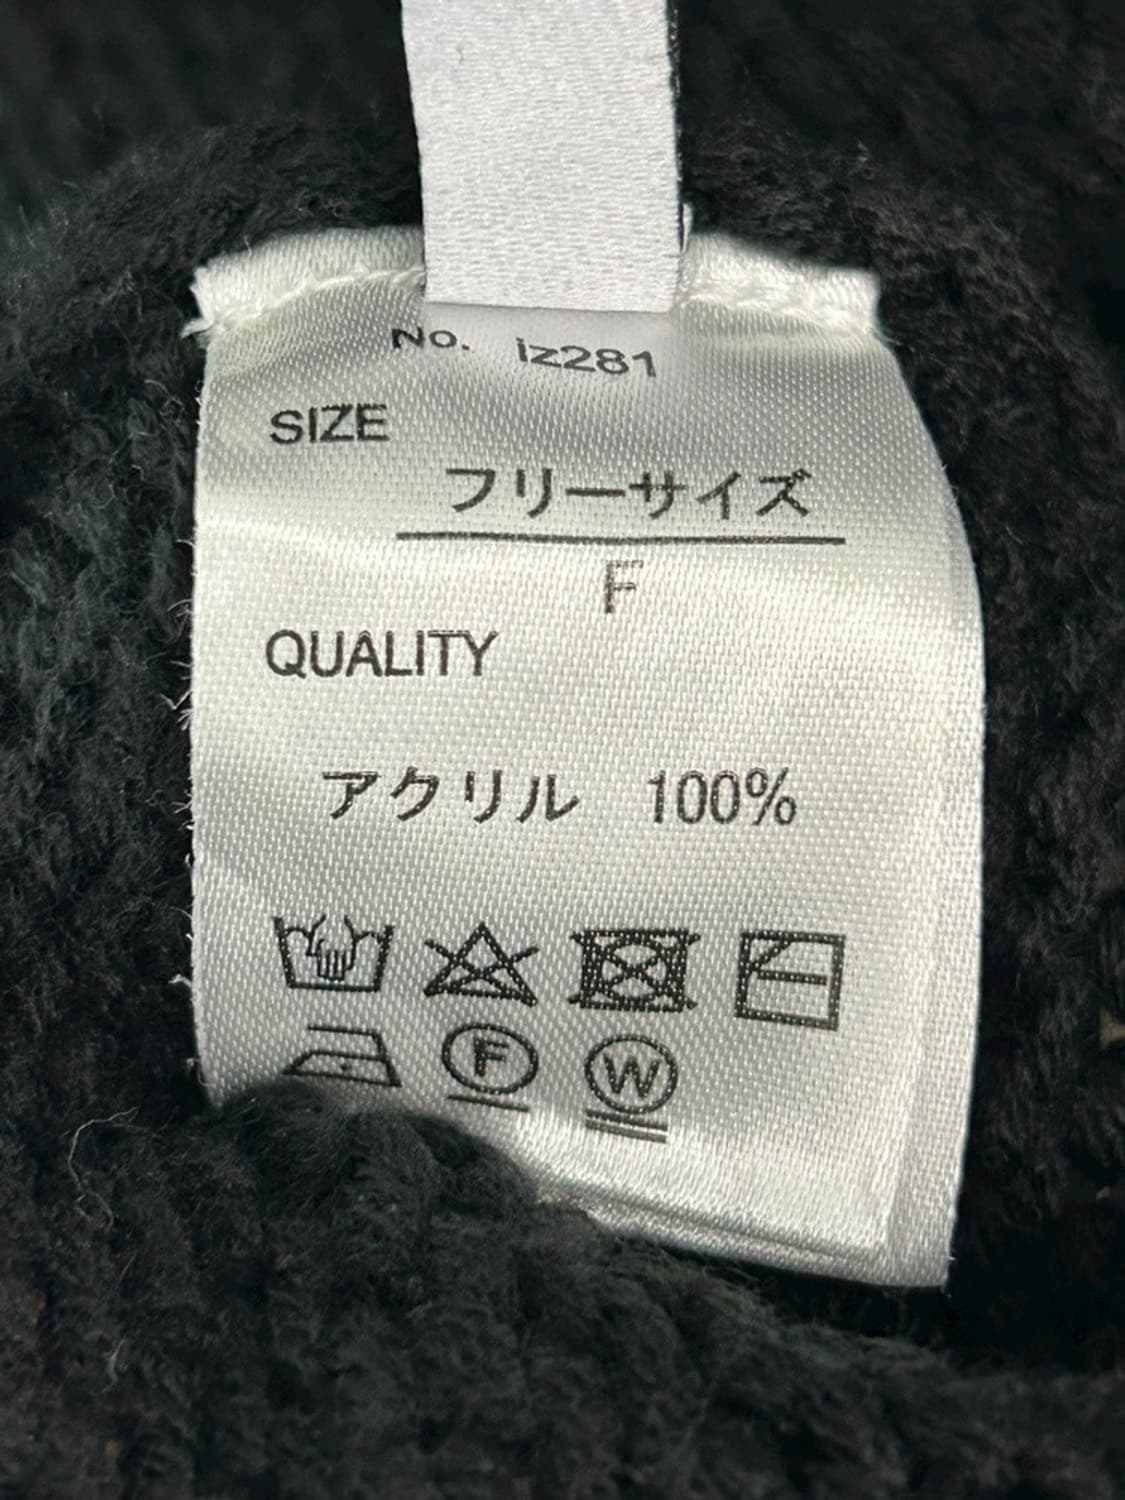 No. iz281
SIZE
フリーサイズ
F
QUALITY
アクリル 100%
F W